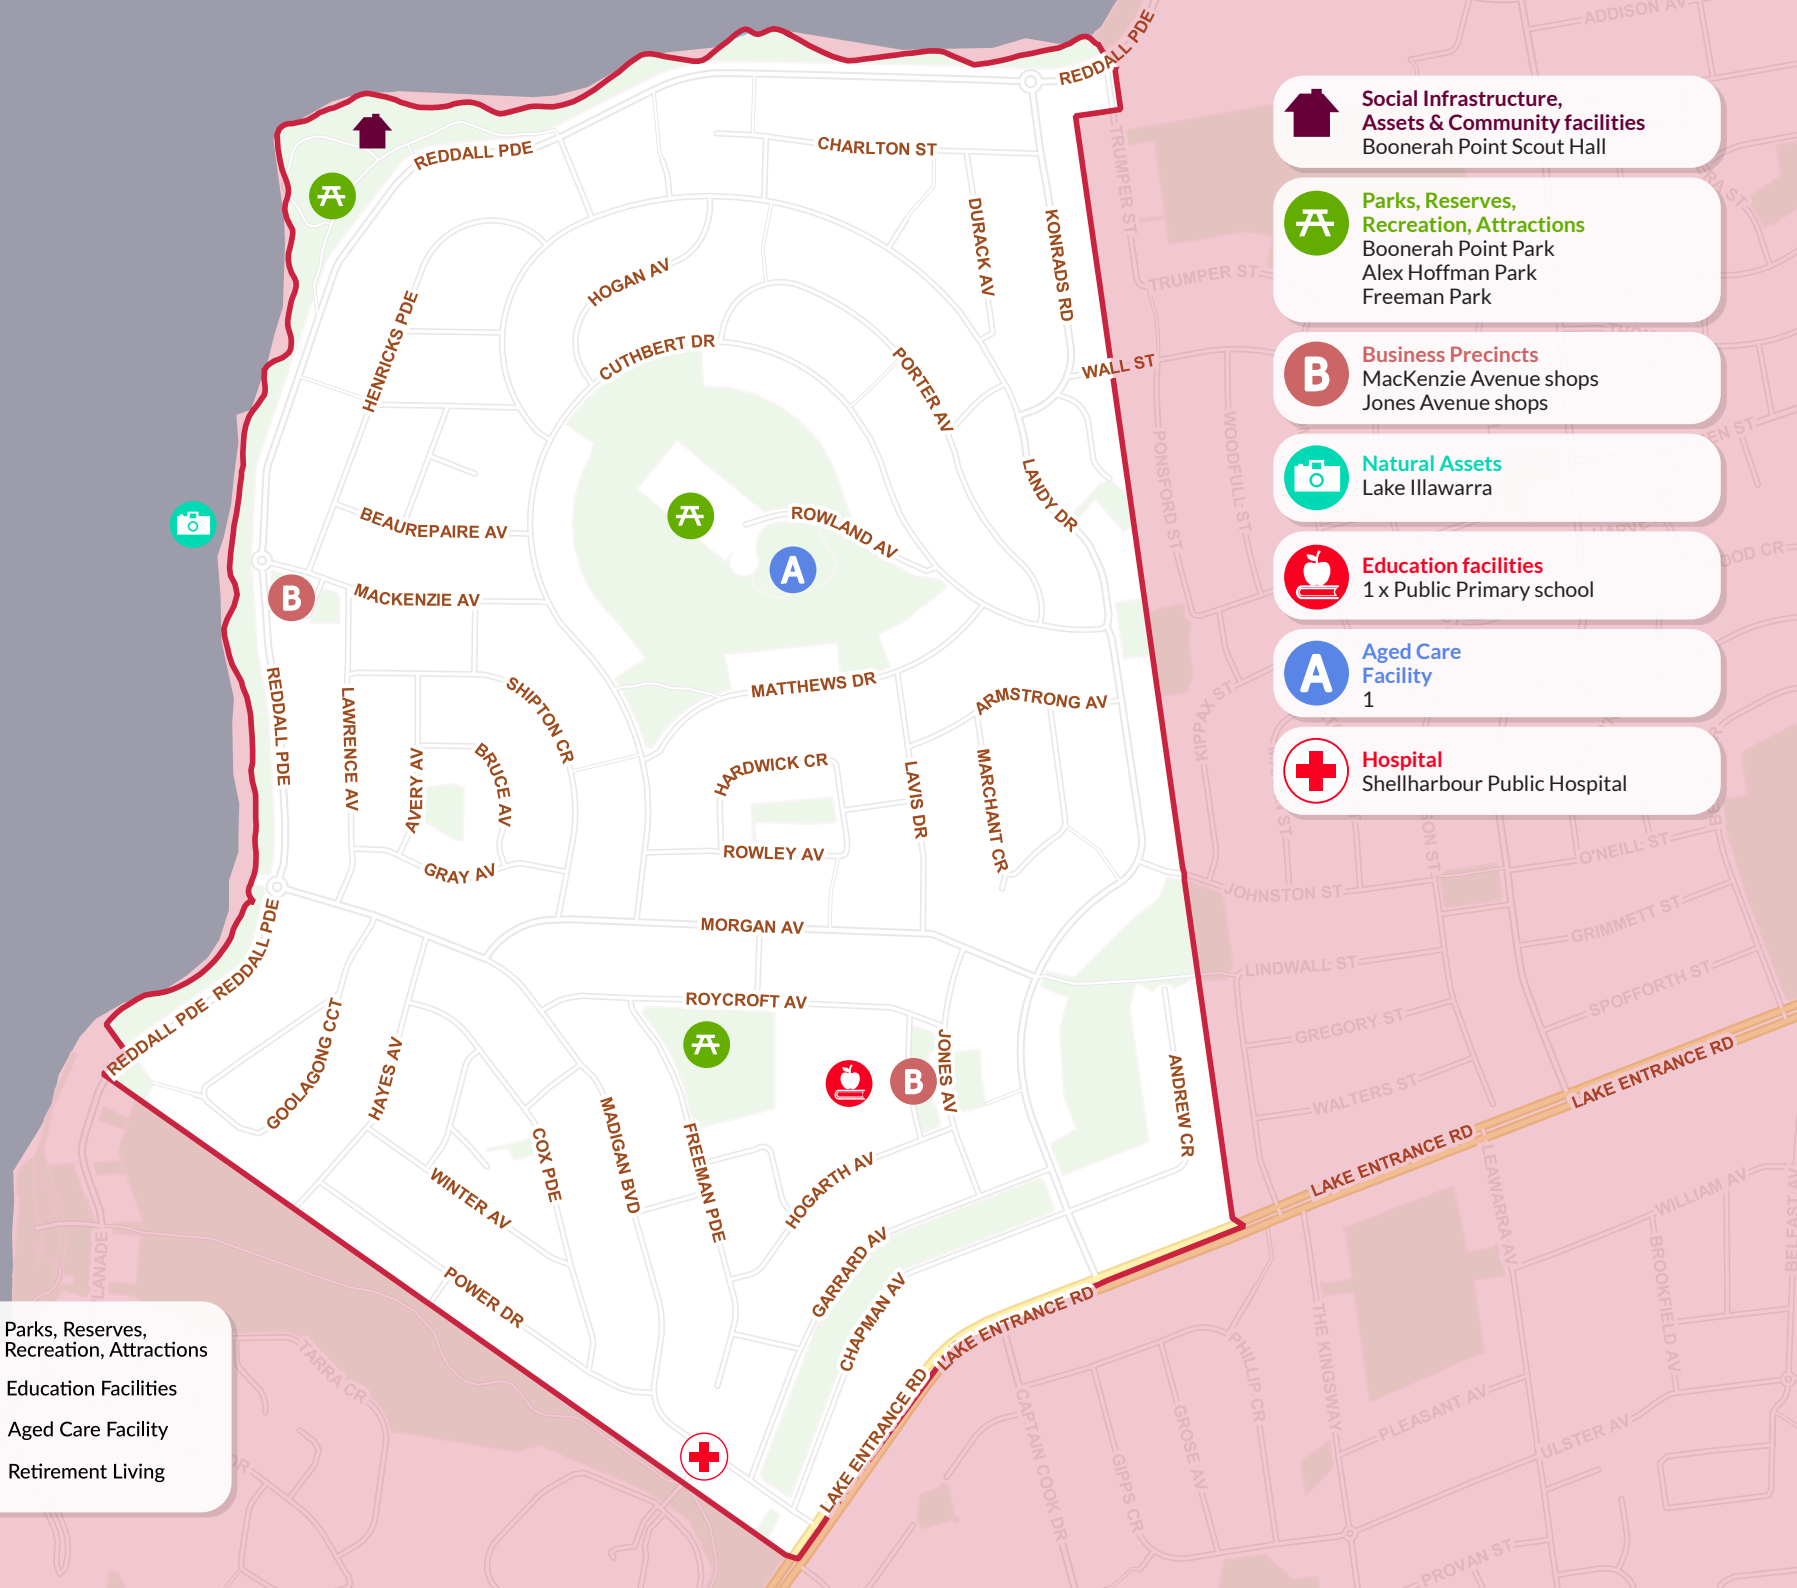 REDDALL PDE
ADDISON AV
CHARLTON ST
REDDALL PDE
TRUMPER ST
DURACK AV
KONRADS RD
HOGAN AV
TRUMPER ST
HENRICKS PDE
CUTHBERT DR
PORTER AV
WALL ST
WOODFULL ST
PONSFORD ST
LANDY DR
BEAUREPAIRE AV
ROWLAND AV
MACKENZIE AV
B
A
REDDALL PDE
LAWRENCE AV
SHIPTON CR
MATTHEWS DR
ARMSTRONG AV
KIPPAX ST
AVERY AV
BRUCE AV
HARDWICK CR
LAVIS DR
MARCHANT CR
GRAY AV
ROWLEY AV
O'NEILL ST
JOHNSTON ST
MORGAN AV
GRIMMETT ST
REDDALL PDE
REDDALL PDE
LINDWALL ST
SPOFFORTH ST
ROYCROFT AV
GREGORY ST
GOOLAGONG CCT
HAYES AV
JONES AV
B
ANDREW CR
WALTERS ST
LAKE ENTRANCE RD
LAKE ENTRANCE RD
COX PDE
MADIGAN BVD
FREEMAN PDE
HOGARTH AV
WINTER AV
LEAWARRA AV
WILLIAM AV
BELFAST AV
BROOKFIELD AV
GARRARD AV
CHAPMAN AV
POWER DR
LAKE ENTRANCE RD
LAKE ENTRANCE RD
THE KINGSWAY
PHILLIP CR
TARRA CR
CAPTAIN COOK DR
GROSE AV
GIPPS CR
PLEASANT AV
ULSTER AV
PROVAN ST
Social Infrastructure,
Assets & Community facilities
Boonerah Point Scout Hall
Parks, Reserves,
Recreation, Attractions
Boonerah Point Park
Alex Hoffman Park
Freeman Park
B
Business Precincts
MacKenzie Avenue shops
Jones Avenue shops
Natural Assets
Lake Illawarra
Education facilities
1 x Public Primary school
A
Aged Care
Facility
1
Hospital
Shellharbour Public Hospital
Parks, Reserves,
Recreation, Attractions
Education Facilities
Aged Care Facility
Retirement Living